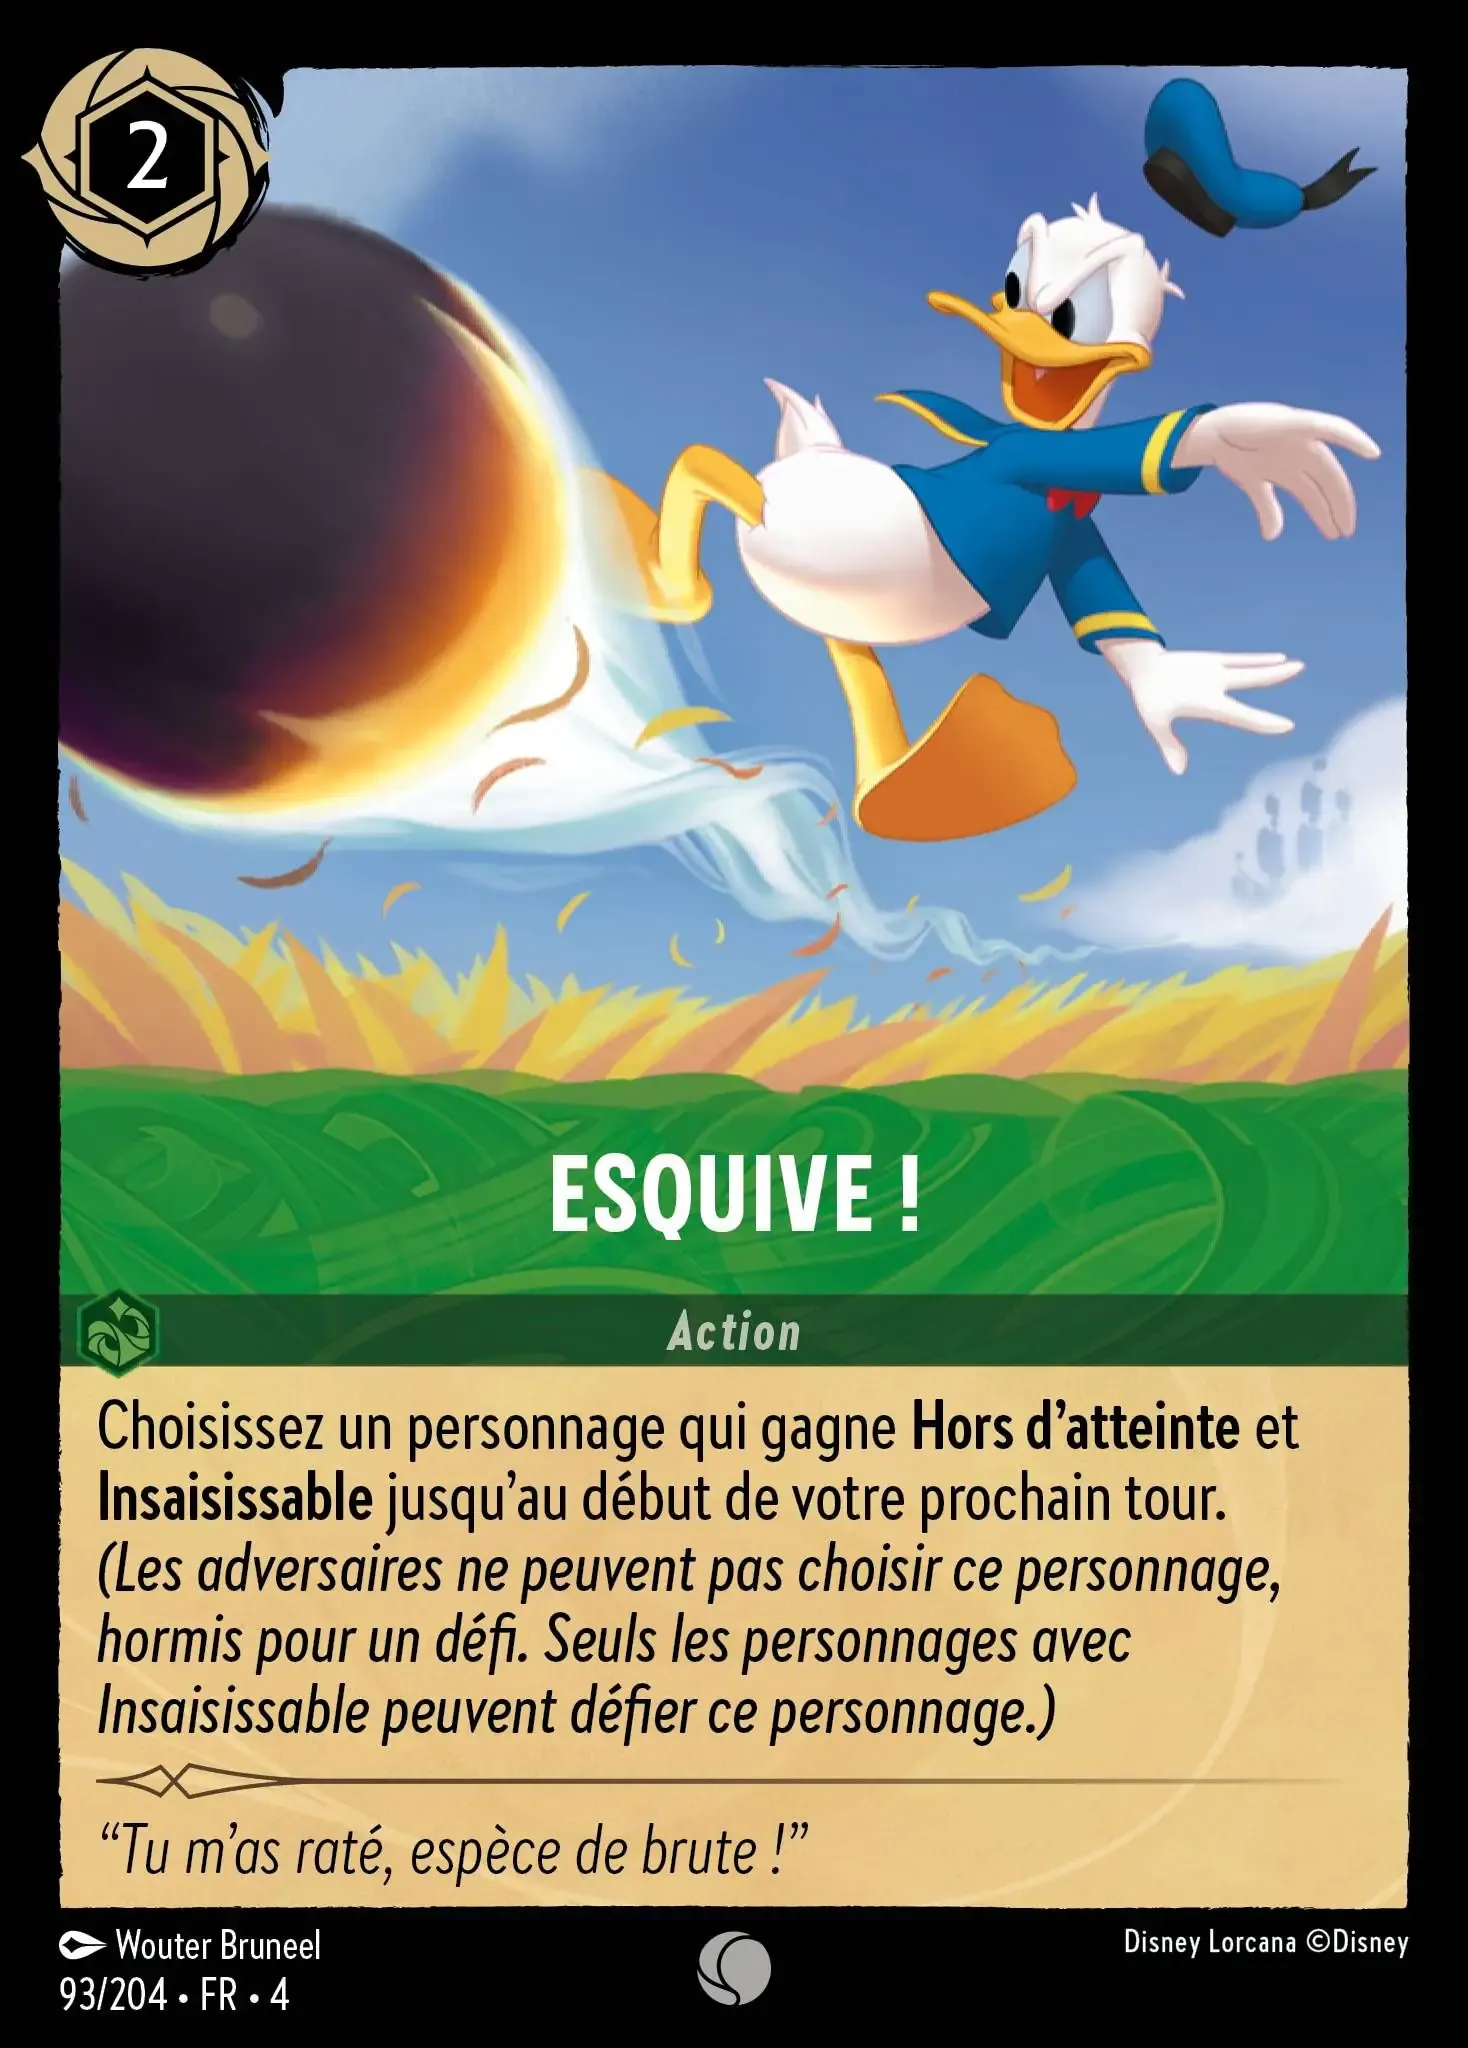 2
ESQUIVE !
Action
Choisissez un personnage qui gagne Hors d’atteinte et
Insaisissable jusqu’au début de votre prochain tour.
(Les adversaires ne peuvent pas choisir ce personnage,
hormis pour un défi. Seuls les personnages avec
Insaisissable peuvent défier ce personnage.)
“Tu m’as raté, espèce de brute !”
Wouter Bruneel
Disney Lorcana ©Disney
93/204 • FR • 4